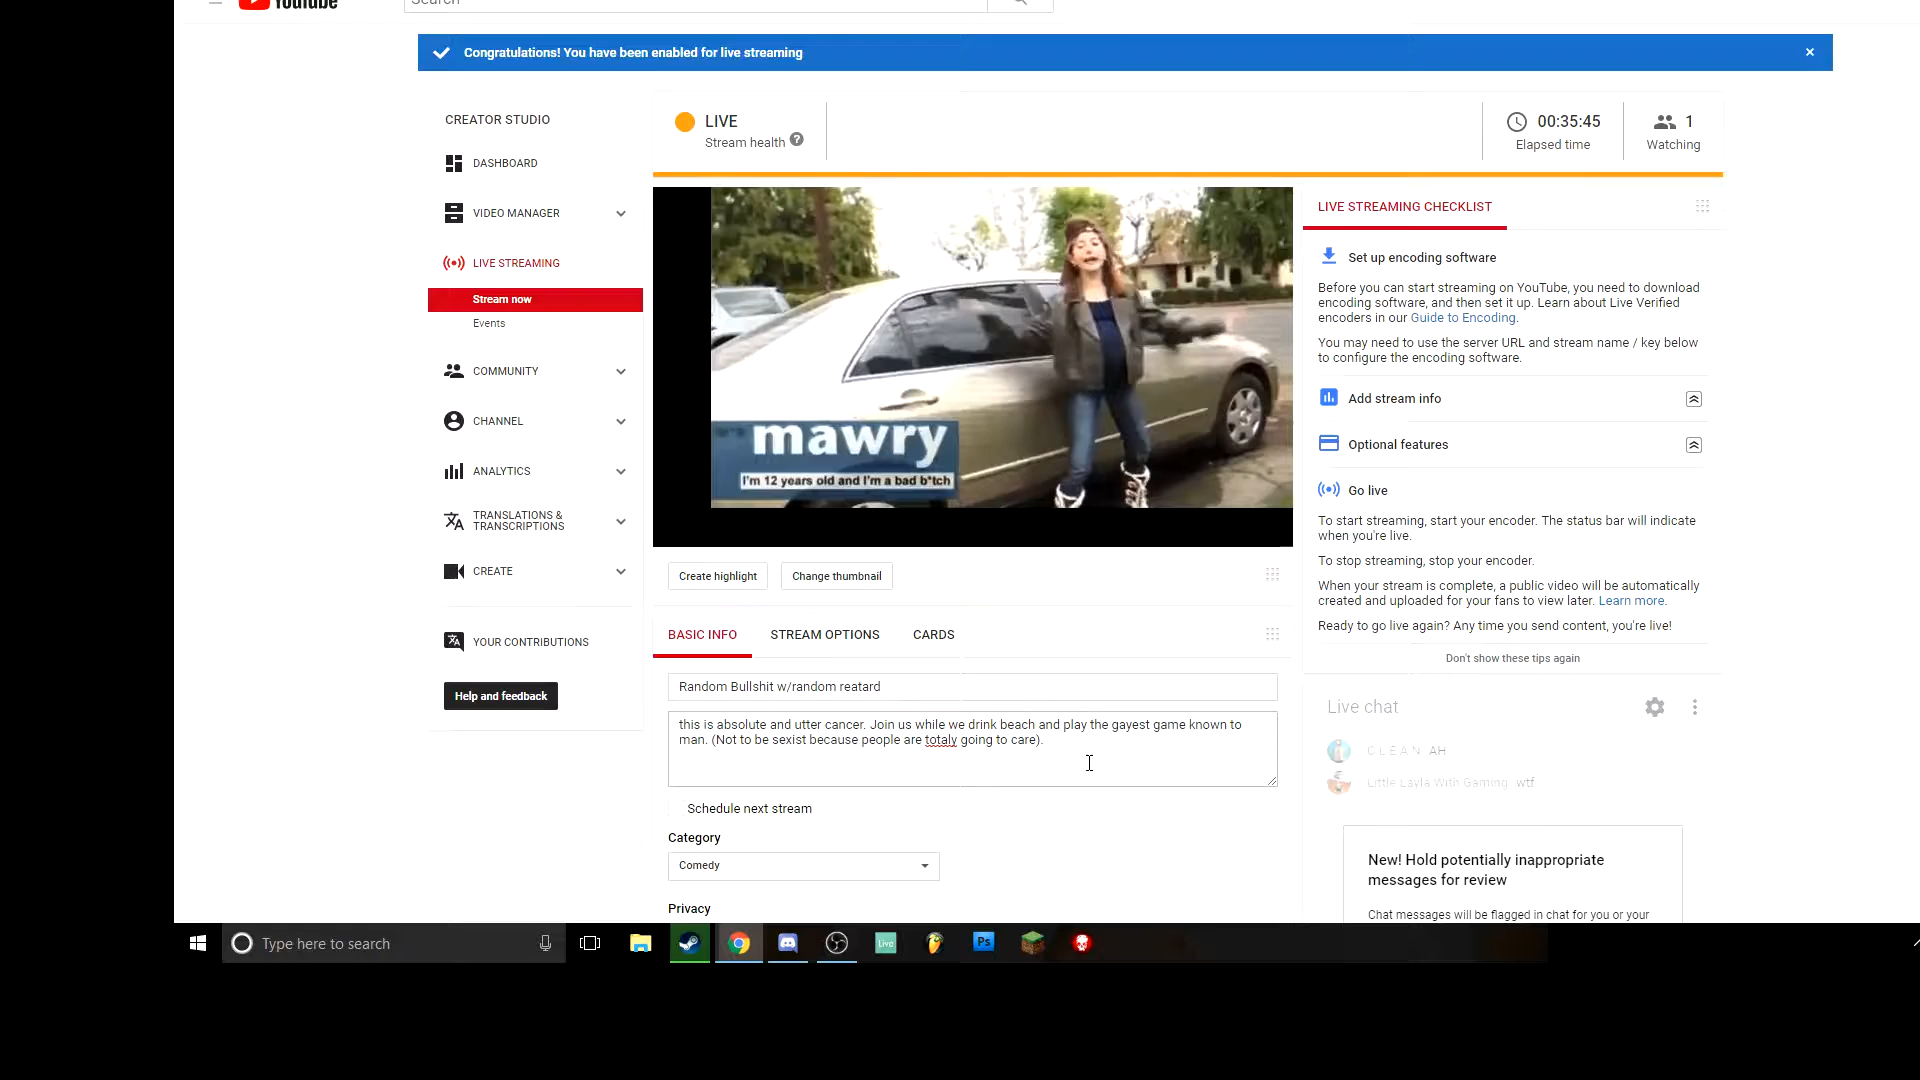 YouTube
Search
Congratulations! You have been enabled for live streaming
CREATOR STUDIO
DASHBOARD
VIDEO MANAGER
LIVE STREAMING
Stream now
Events
COMMUNITY
CHANNEL
ANALYTICS
TRANSLATIONS &
TRANSCRIPTIONS
CREATE
YOUR CONTRIBUTIONS
Help and feedback
LIVE
Stream health
00:35:45
Elapsed time
1
Watching
mawry
I'm 12 years old and I'm a bad b*tch
Create highlight
Change thumbnail
BASIC INFO
STREAM OPTIONS
CARDS
Random Bullshit w/random reatard
this is absolute and utter cancer. Join us while we drink beach and play the gayest game known to
man. (Not to be sexist because people are totaly going to care).
Schedule next stream
Category
Comedy
Privacy
LIVE STREAMING CHECKLIST
Set up encoding software
Before you can start streaming on YouTube, you need to download
encoding software, and then set it up. Learn about Live Verified
encoders in our Guide to Encoding.
You may need to use the server URL and stream name / key below
to configure the encoding software.
Add stream info
Optional features
Go live
To start streaming, start your encoder. The status bar will indicate
when you're live.
To stop streaming, stop your encoder.
When your stream is complete, a public video will be automatically
created and uploaded for your fans to view later. Learn more.
Ready to go live again? Any time you send content, you're live!
Don't show these tips again
Live chat
C L E A N AH
Little Layla With Gaming wtf
New! Hold potentially inappropriate
messages for review
Chat messages will be flagged in chat for you or your
Type here to search
Live
Ps